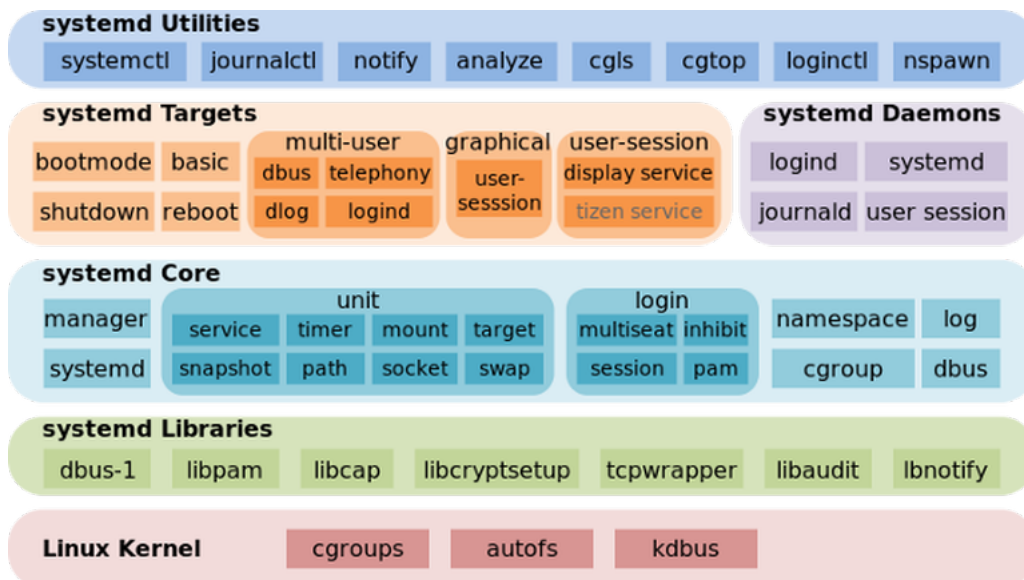 systemd Utilities
systemctl journalctl notify analyze cgls cgtop loginctl nspawn
systemd Targets
bootmode basic
shutdown reboot
multi-user
dbus telephony
dlog logind
graphical
user-
sesssion
user-session
display service
tizen service
systemd Daemons
logind systemd
journald user session
systemd Core
manager
systemd
unit
service timer mount target
snapshot path socket swap
login
multiseat inhibit
session pam
namespace log
cgroup dbus
systemd Libraries
dbus-1 libpam libcap libcryptsetup tcpwrapper libaudit lbnotify
Linux Kernel cgroups autofs kdbus